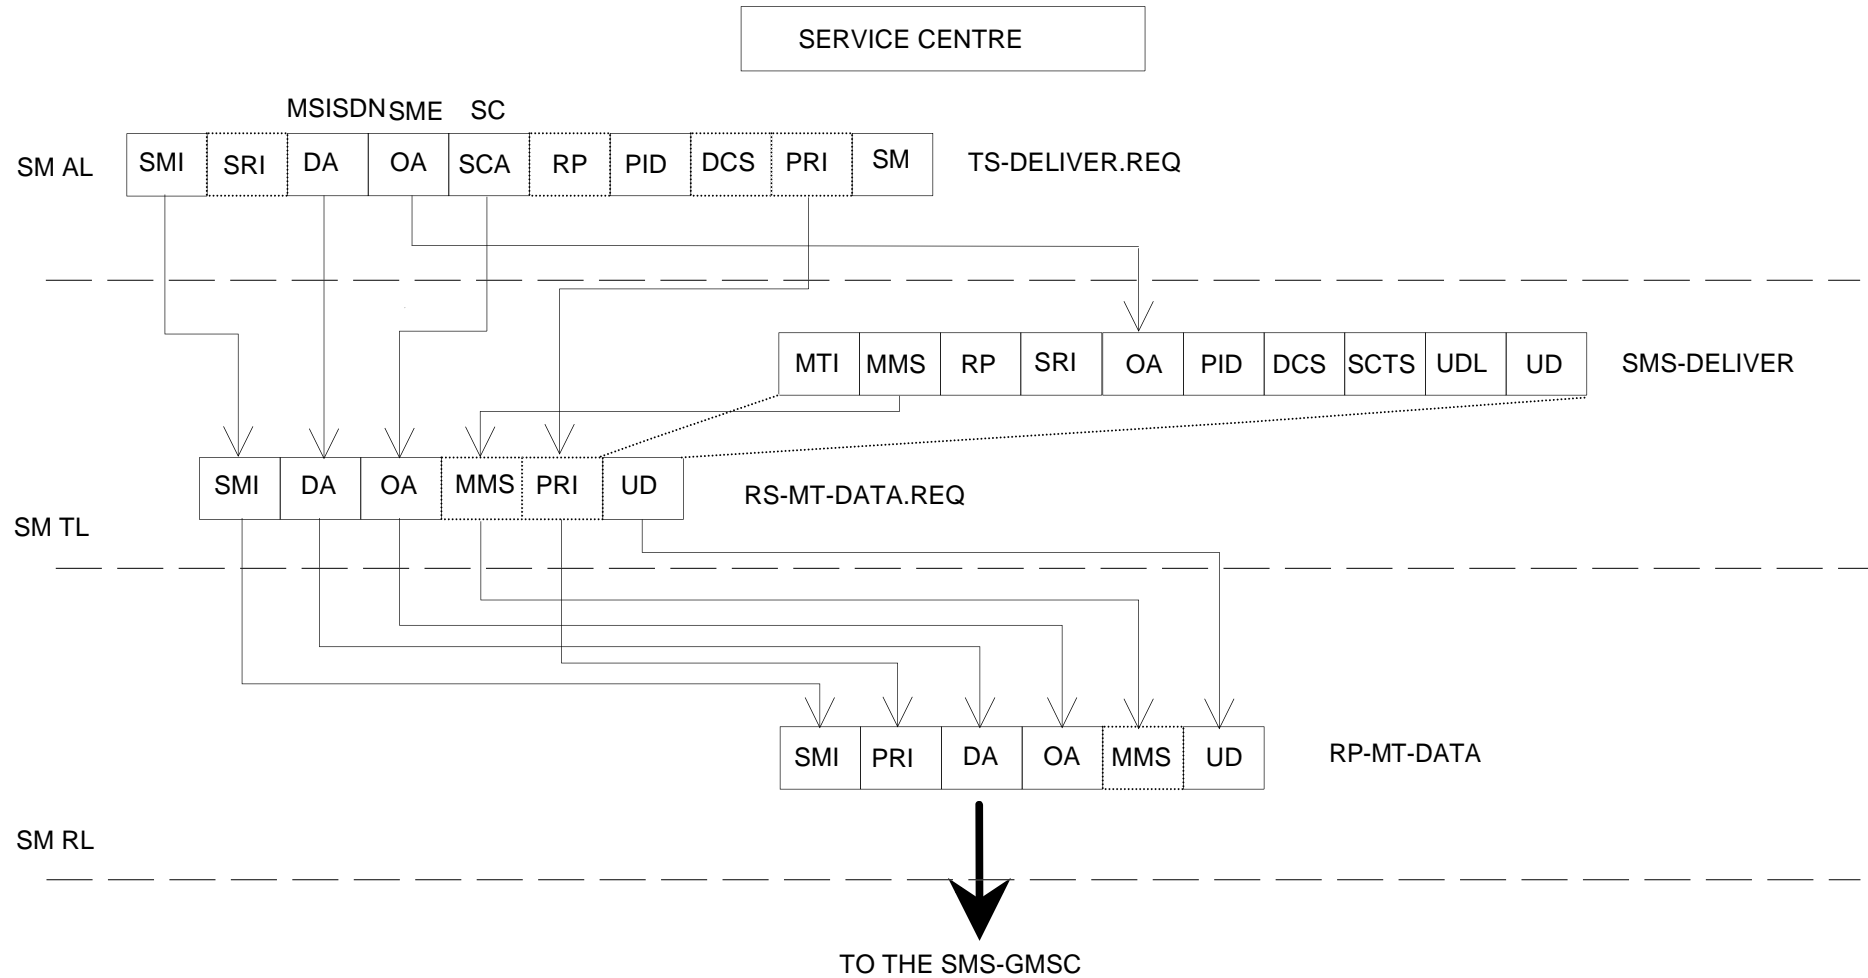 SERVICE CENTRE
MSISDN SME SC
SM AL SMI SRI DA OA SCA RP PID DCS PRI SM TS-DELIVER.REQ
MTI MMS RP SRI OA PID DCS SCTS UDL UD SMS-DELIVER
SMI DA OA MMS PRI UD RS-MT-DATA.REQ
SM TL
SMI PRI DA OA MMS UD RP-MT-DATA
SM RL
TO THE SMS-GMSC